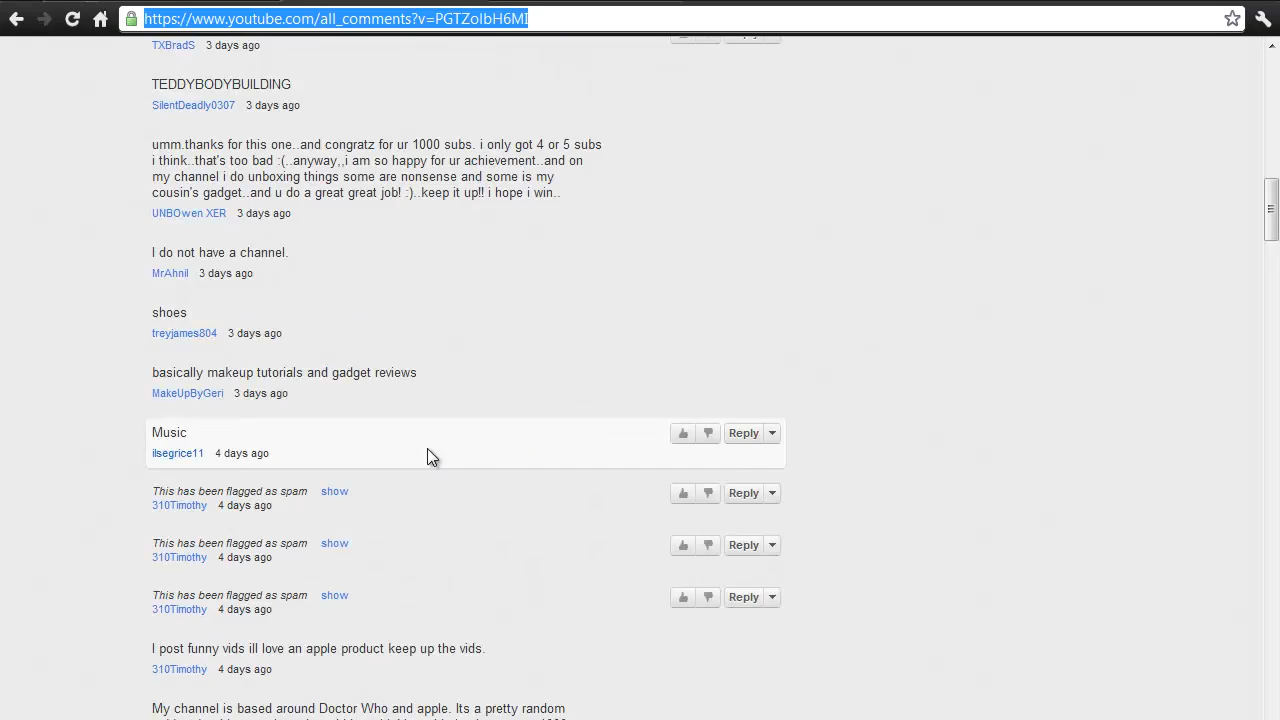 https://www.youtube.com/all_comments?v=PGTZolbH6MI
TXBradS 3 days ago
TEDDYBODYBUILDING
SilentDeadly0307 3 days ago
umm.thanks for this one..and congratz for ur 1000 subs. i only got 4 or 5 subs
i think..that's too bad :(..anyway,,i am so happy for ur achievement..and on
my channel i do unboxing things some are nonsense and some is my
cousin's gadget..and u do a great great job! :)..keep it up!! i hope i win..
UNBOwen XER 3 days ago
I do not have a channel.
MrAhnil 3 days ago
shoes
treyjames804 3 days ago
basically makeup tutorials and gadget reviews
MakeUpByGeri 3 days ago
Music
Reply
ilsegrice11 4 days ago
This has been flagged as spam show
Reply
310Timothy 4 days ago
This has been flagged as spam show
Reply
310Timothy 4 days ago
This has been flagged as spam show
Reply
310Timothy 4 days ago
I post funny vids ill love an apple product keep up the vids.
310Timothy 4 days ago
My channel is based around Doctor Who and apple. Its a pretty random